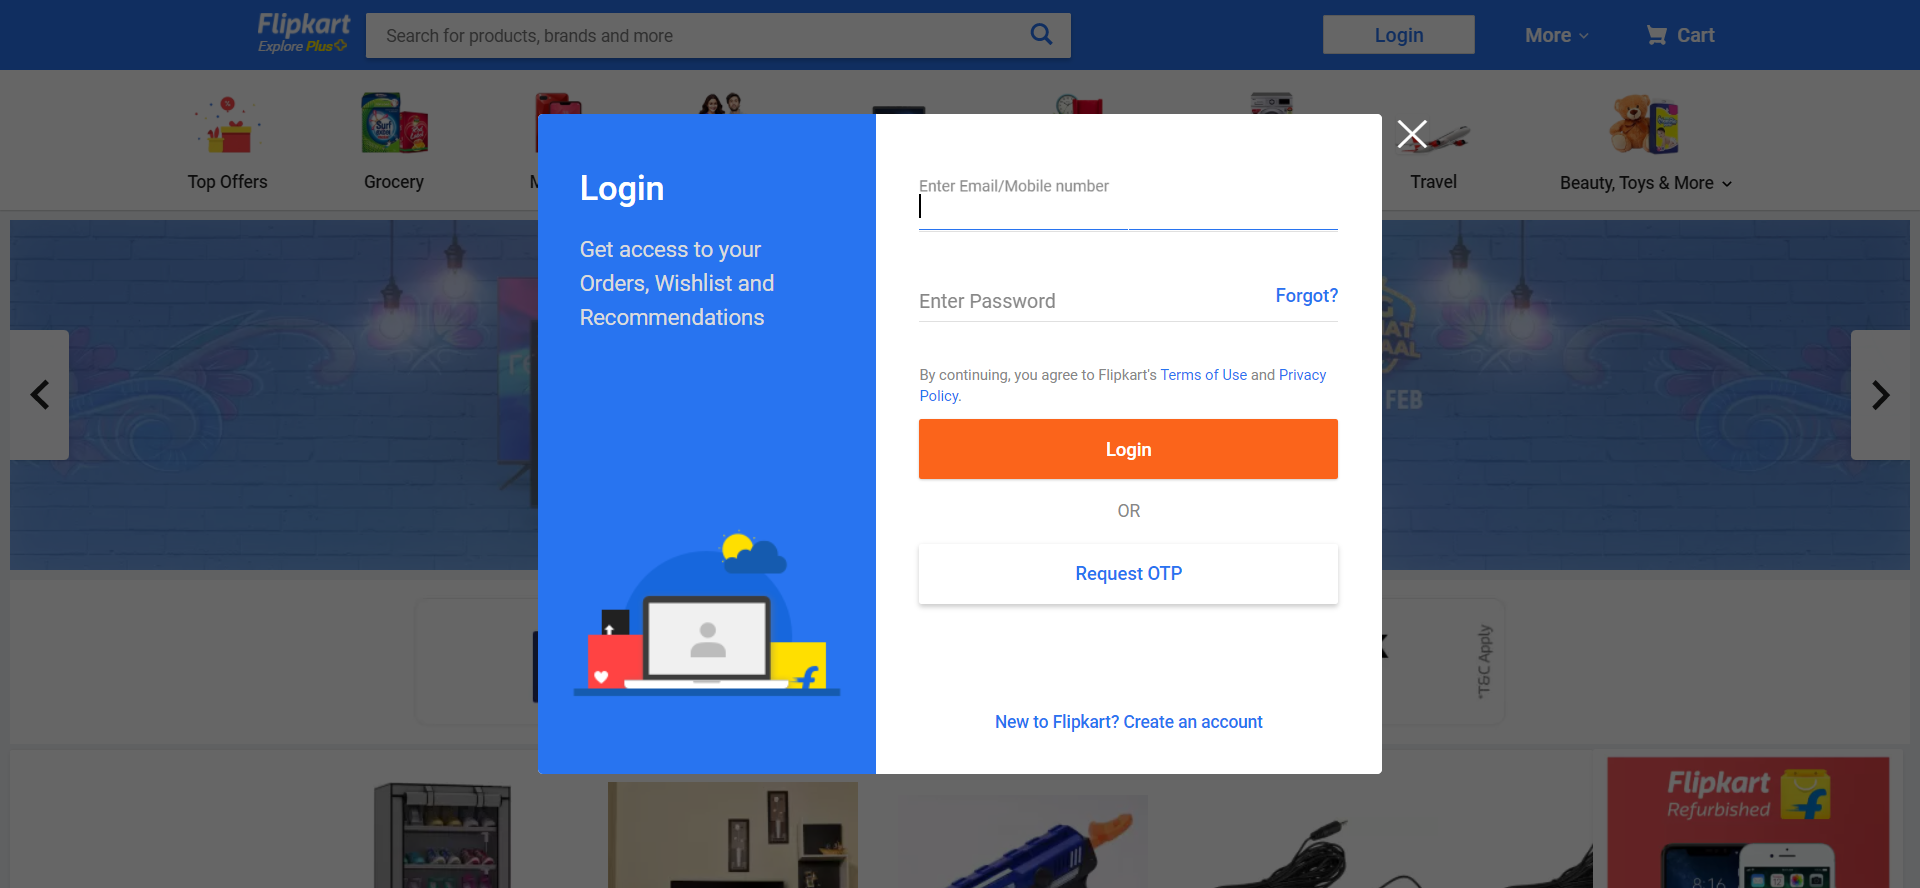 Flipkart
Explore Plus
Search for products, brands and more
Login
More
Cart
Top Offers
Grocery
M
Travel
Beauty, Toys & More
Login
Get access to your
Orders, Wishlist and
Recommendations
Enter Email/Mobile number
Enter Password
Forgot?
By continuing, you agree to Flipkart's Terms of Use and Privacy
Policy.
Login
OR
Request OTP
New to Flipkart? Create an account
FEB
*T&C Apply
Flipkart
Refurbished
8:16